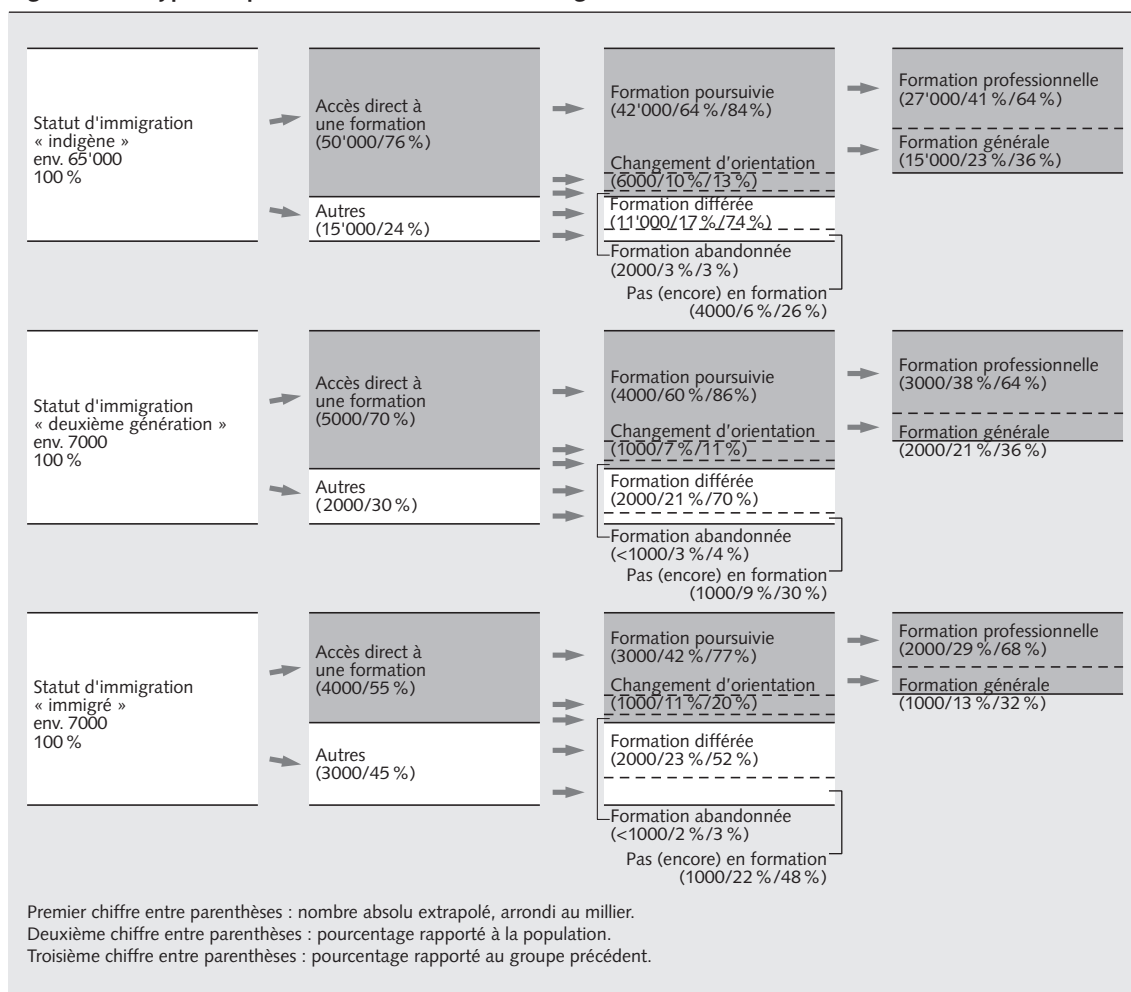 Statut d'immigration
« indigène »
env. 65'000
100 %
Accès direct à
une formation
(50'000/76 %)
Autres
(15'000/24 %)
Formation poursuivie
(42'000/64 %/84 %)
Changement d'orientation
(6000/10 %/13 %)
Formation différée
(11'000/17 %/74 %)
Formation abandonnée
(2000/3 %/3 %)
Pas (encore) en formation
(4000/6 %/26 %)
Formation professionnelle
(27'000/41 %/64 %)
Formation générale
(15'000/23 %/36 %)
Statut d'immigration
« deuxième génération »
env. 7000
100 %
Accès direct à
une formation
(5000/70 %)
Autres
(2000/30 %)
Formation poursuivie
(4000/60 %/86%)
Changement d'orientation
(1000/7 %/11 %)
Formation différée
(2000/21 %/70 %)
Formation abandonnée
(<1000/3 %/4 %)
Pas (encore) en formation
(1000/9 %/30 %)
Formation professionnelle
(3000/38 %/64 %)
Formation générale
(2000/21 %/36 %)
Statut d'immigration
« immigré »
env. 7000
100 %
Accès direct à
une formation
(4000/55 %)
Autres
(3000/45 %)
Formation poursuivie
(3000/42 %/77%)
Changement d'orientation
(1000/11 %/20 %)
Formation différée
(2000/23 %/52 %)
Formation abandonnée
(<1000/2 %/3 %)
Pas (encore) en formation
(1000/22 %/48 %)
Formation professionnelle
(2000/29 %/68 %)
Formation générale
(1000/13 %/32 %)
Premier chiffre entre parenthèses : nombre absolu extrapolé, arrondi au millier.
Deuxième chiffre entre parenthèses : pourcentage rapporté à la population.
Troisième chiffre entre parenthèses : pourcentage rapporté au groupe précédent.